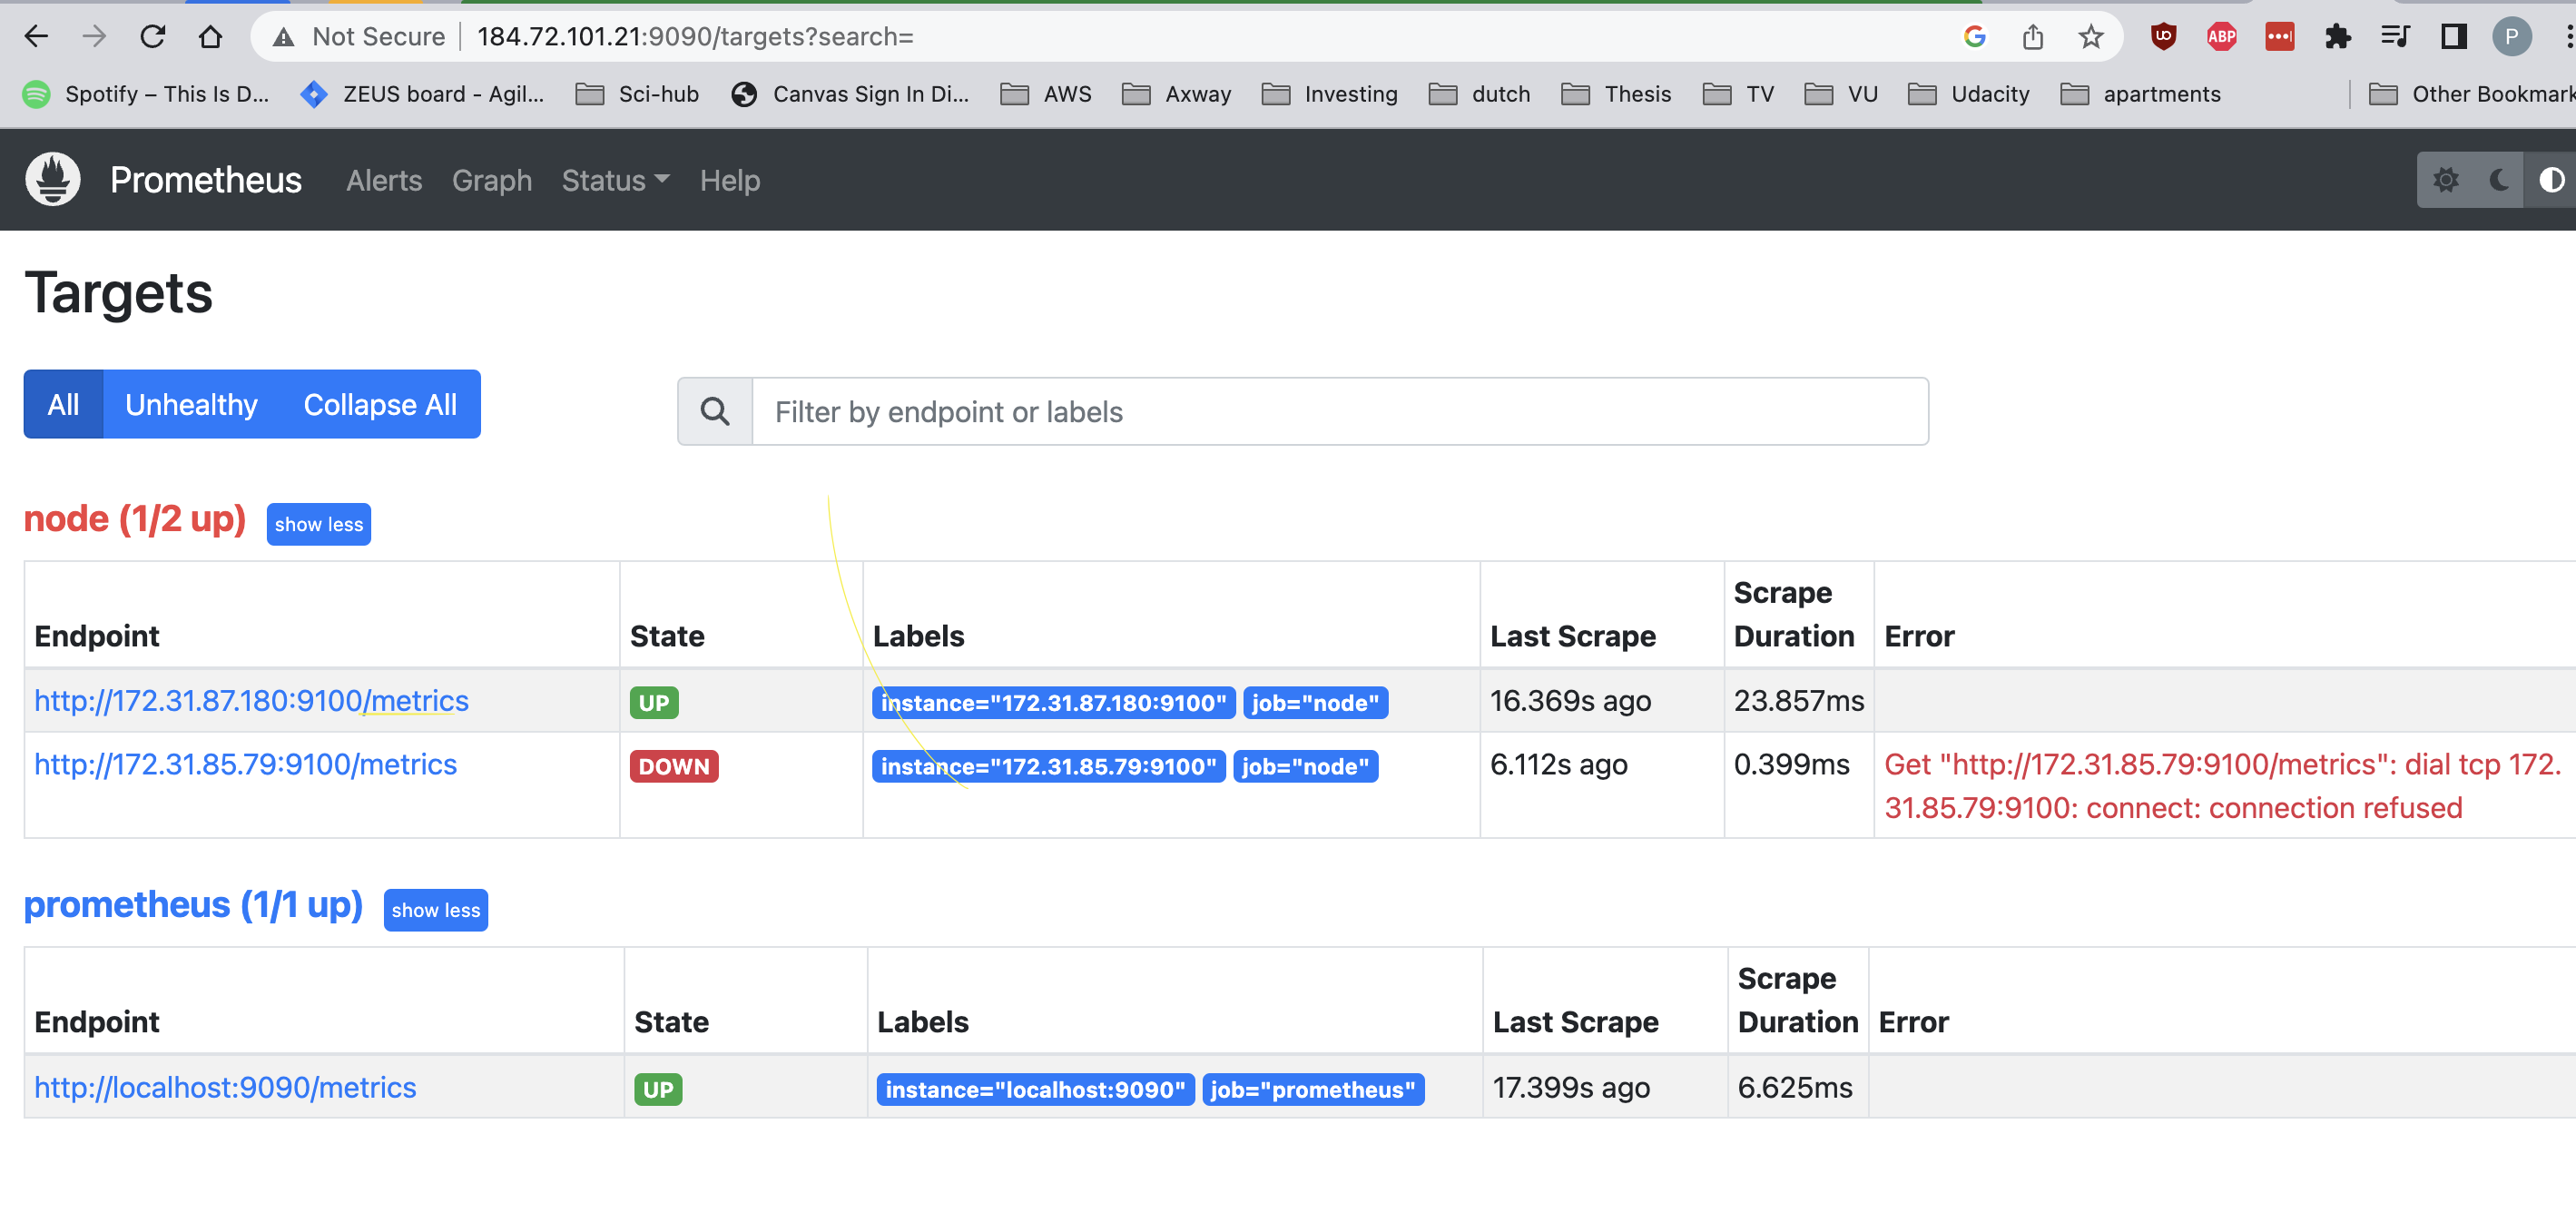 Not Secure 184.72.101.21:9090/targets?search=
ABP P
Spotify – This Is D... ZEUS board - Agil... Sci-hub Canvas Sign In Di... AWS Axway Investing dutch Thesis TV VU Udacity apartments Other Bookmark
Prometheus Alerts Graph Status Help
Targets
All Unhealthy Collapse All Filter by endpoint or labels
node (1/2 up) show less
Endpoint State Labels Last Scrape Scrape Duration Error
http://172.31.87.180:9100/metrics UP instance="172.31.87.180:9100" job="node" 16.369s ago 23.857ms
http://172.31.85.79:9100/metrics DOWN instance="172.31.85.79:9100" job="node" 6.112s ago 0.399ms Get "http://172.31.85.79:9100/metrics": dial tcp 172.
31.85.79:9100: connect: connection refused
prometheus (1/1 up) show less
Endpoint State Labels Last Scrape Scrape Duration Error
http://localhost:9090/metrics UP instance="localhost:9090" job="prometheus" 17.399s ago 6.625ms